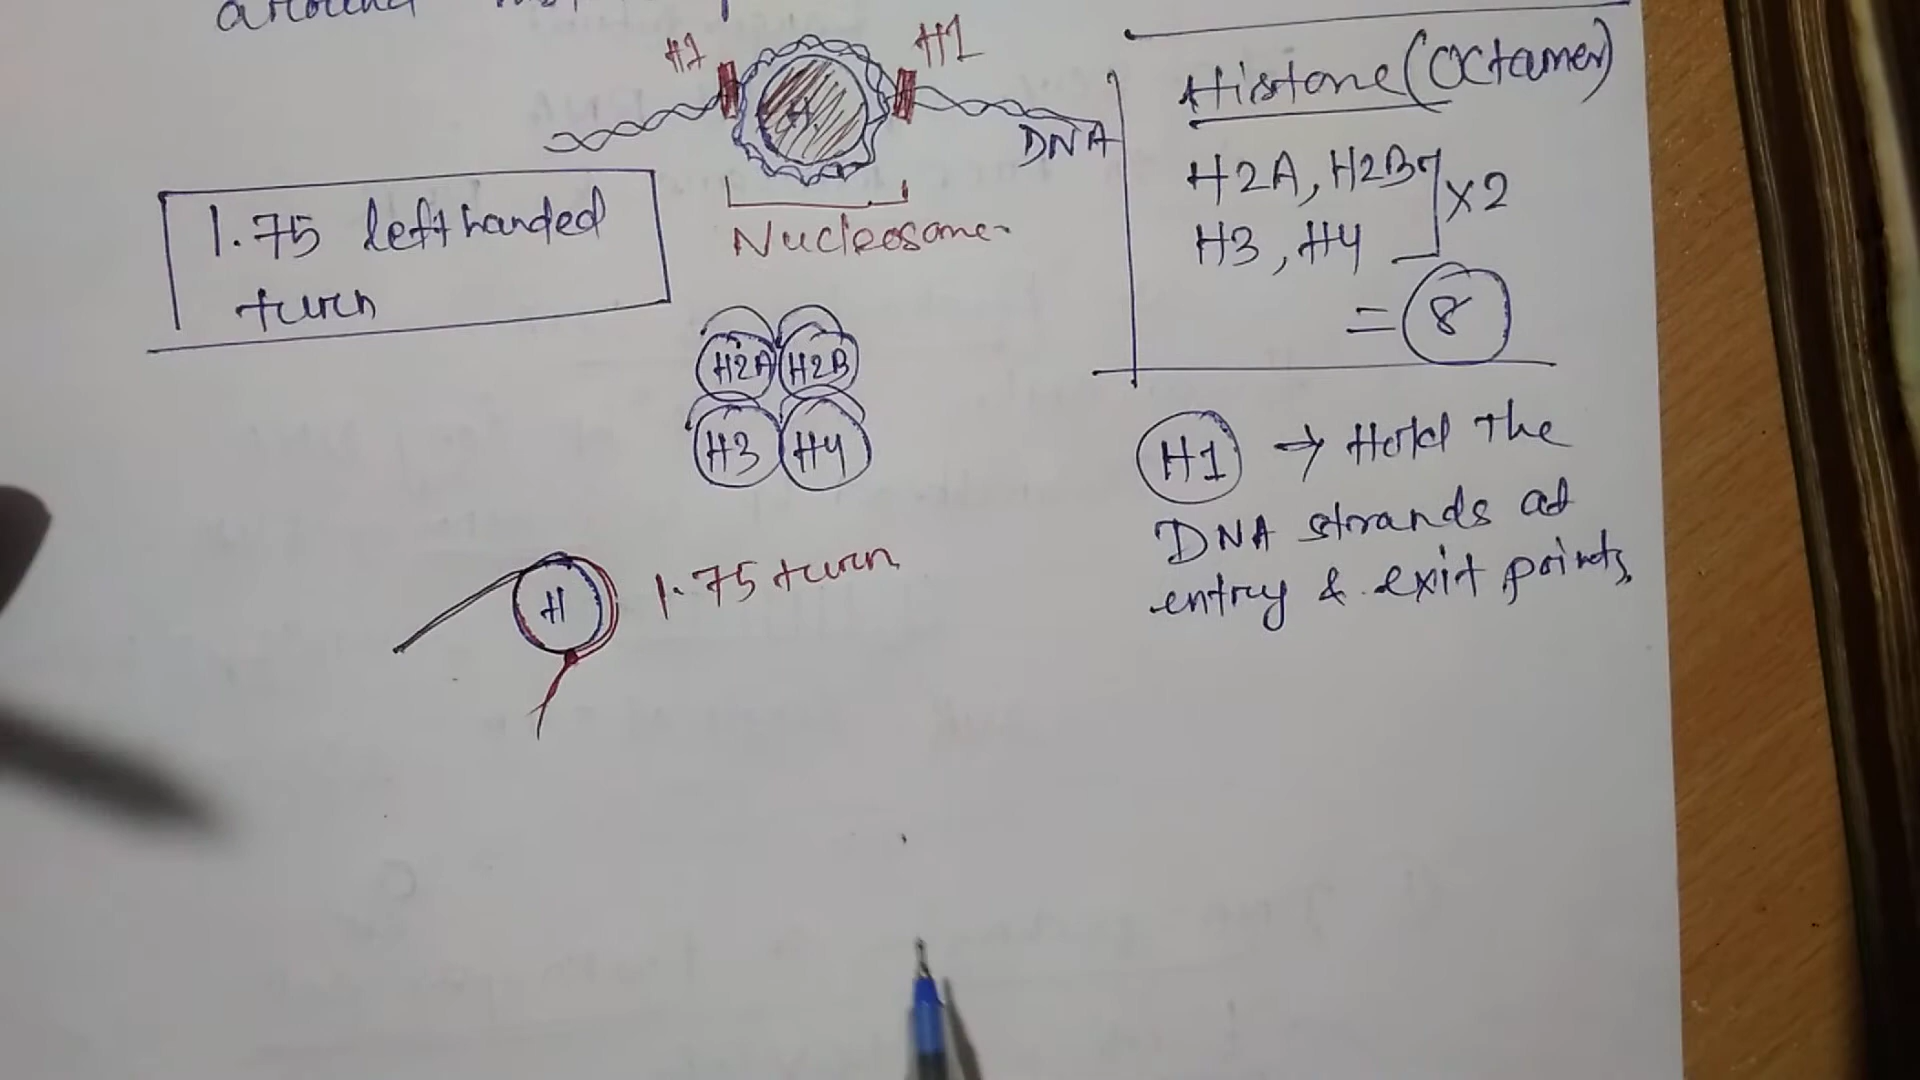 around
H1
H1
DNA
Nucleosome
1.75 left handed
turn
Histone (Octamer)
H2A, H2B
H3, H4
x2
= 8
H2A H2B
H3 H4
H1 → Hold the
DNA strands at
entry & exit points,
H
1.75 turn